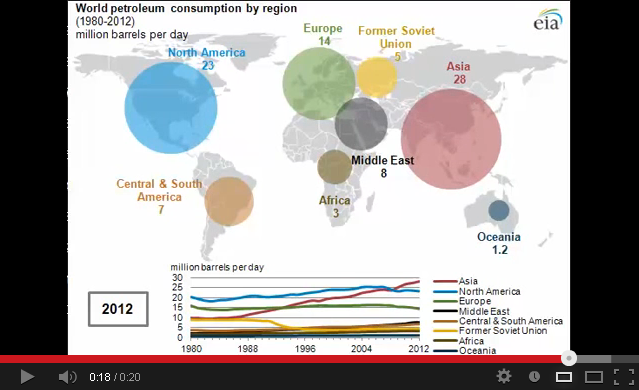 World petroleum consumption by region
(1980-2012)
million barrels per day
eia
North America
23
Europe
14
Former Soviet
Union
5
Asia
28
Middle East
8
Central & South
America
7
Africa
3
Oceania
1.2
2012
million barrels per day
30
25
20
15
10
5
0
1980
1988
1996
2004
2012
Asia
North America
Europe
Middle East
Central & South America
Former Soviet Union
Africa
Oceania
0:18 / 0:20